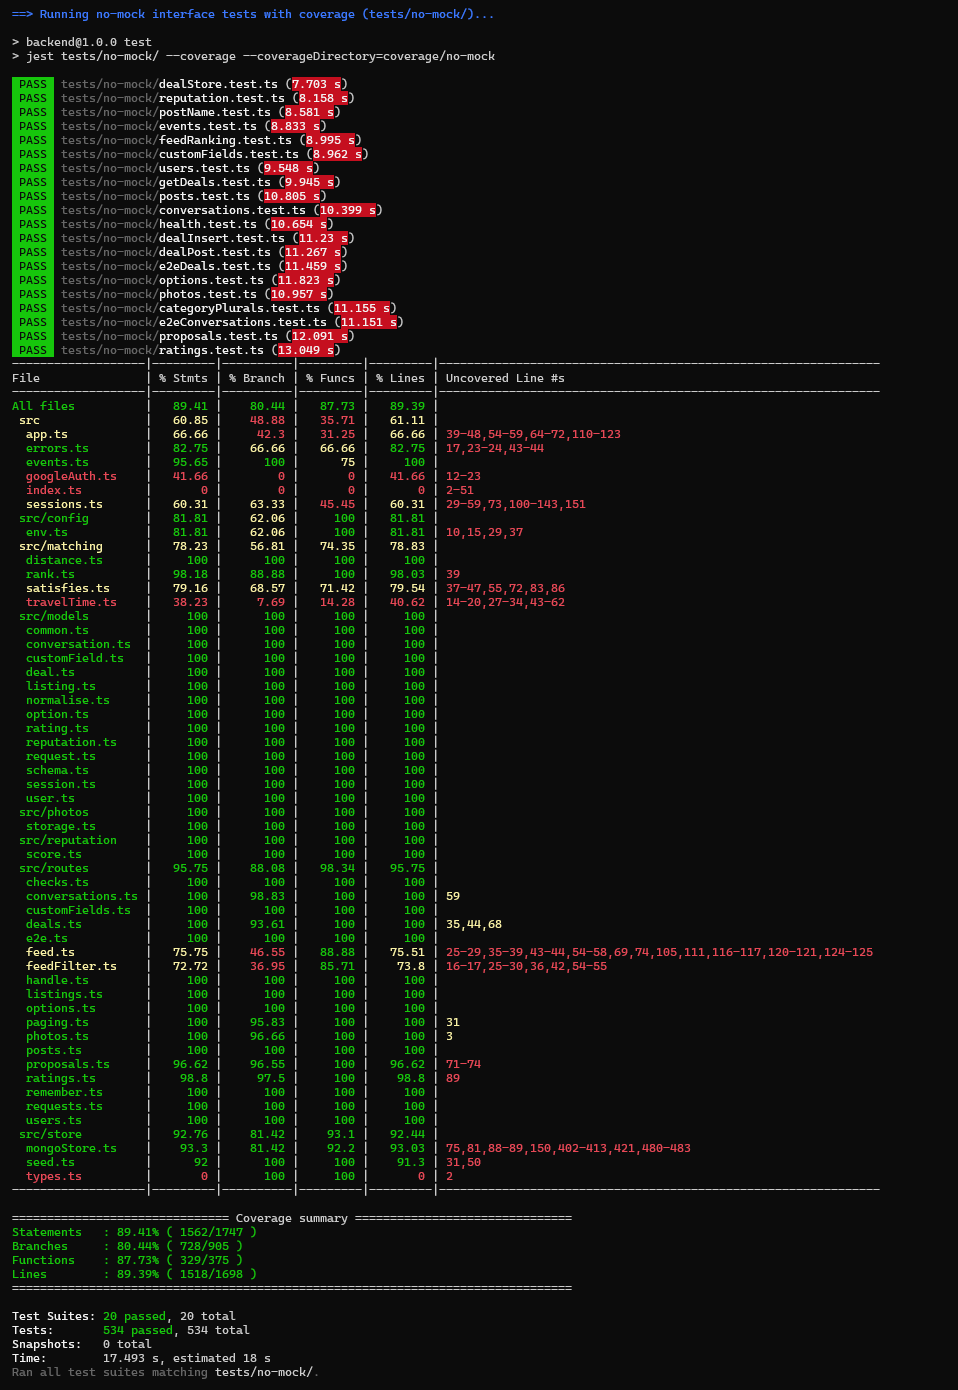 ==> Running no-mock interface tests with coverage (tests/no-mock/)...
> backend@1.0.0 test
> jest tests/no-mock/ --coverage --coverageDirectory=coverage/no-mock
PASS tests/no-mock/dealStore.test.ts (7.703 s)
PASS tests/no-mock/reputation.test.ts (8.158 s)
PASS tests/no-mock/postName.test.ts (8.581 s)
PASS tests/no-mock/events.test.ts (8.833 s)
PASS tests/no-mock/feedRanking.test.ts (8.995 s)
PASS tests/no-mock/customFields.test.ts (8.962 s)
PASS tests/no-mock/users.test.ts (9.548 s)
PASS tests/no-mock/getDeals.test.ts (9.945 s)
PASS tests/no-mock/posts.test.ts (10.805 s)
PASS tests/no-mock/conversations.test.ts (10.399 s)
PASS tests/no-mock/health.test.ts (10.654 s)
PASS tests/no-mock/dealInsert.test.ts (11.23 s)
PASS tests/no-mock/dealPost.test.ts (11.267 s)
PASS tests/no-mock/e2eDeals.test.ts (11.459 s)
PASS tests/no-mock/options.test.ts (11.823 s)
PASS tests/no-mock/photos.test.ts (10.957 s)
PASS tests/no-mock/categoryPlurals.test.ts (11.155 s)
PASS tests/no-mock/e2eConversations.test.ts (11.151 s)
PASS tests/no-mock/proposals.test.ts (12.091 s)
PASS tests/no-mock/ratings.test.ts (13.049 s)
-------------------|---------|----------|---------|---------|---------------------------------------------------------------
File | % Stmts | % Branch | % Funcs | % Lines | Uncovered Line #s
-------------------|---------|----------|---------|---------|---------------------------------------------------------------
All files | 89.41 | 80.44 | 87.73 | 89.39 |
src | 60.85 | 48.88 | 35.71 | 61.11 |
app.ts | 66.66 | 42.3 | 31.25 | 66.66 | 39-48,54-59,64-72,110-123
errors.ts | 82.75 | 66.66 | 66.66 | 82.75 | 17,23-24,43-44
events.ts | 95.65 | 100 | 75 | 100 |
googleAuth.ts | 41.66 | 0 | 0 | 41.66 | 12-23
index.ts | 0 | 0 | 0 | 0 | 2-51
sessions.ts | 60.31 | 63.33 | 45.45 | 60.31 | 29-59,73,100-143,151
src/config | 81.81 | 62.06 | 100 | 81.81 |
env.ts | 81.81 | 62.06 | 100 | 81.81 | 10,15,29,37
src/matching | 78.23 | 56.81 | 74.35 | 78.83 |
distance.ts | 100 | 100 | 100 | 100 |
rank.ts | 98.18 | 88.88 | 100 | 98.03 | 39
satisfies.ts | 79.16 | 68.57 | 71.42 | 79.54 | 37-47,55,72,83,86
travelTime.ts | 38.23 | 7.69 | 14.28 | 40.62 | 14-20,27-34,43-62
src/models | 100 | 100 | 100 | 100 |
common.ts | 100 | 100 | 100 | 100 |
conversation.ts | 100 | 100 | 100 | 100 |
customField.ts | 100 | 100 | 100 | 100 |
deal.ts | 100 | 100 | 100 | 100 |
listing.ts | 100 | 100 | 100 | 100 |
normalise.ts | 100 | 100 | 100 | 100 |
option.ts | 100 | 100 | 100 | 100 |
rating.ts | 100 | 100 | 100 | 100 |
reputation.ts | 100 | 100 | 100 | 100 |
request.ts | 100 | 100 | 100 | 100 |
schema.ts | 100 | 100 | 100 | 100 |
session.ts | 100 | 100 | 100 | 100 |
user.ts | 100 | 100 | 100 | 100 |
src/photos | 100 | 100 | 100 | 100 |
storage.ts | 100 | 100 | 100 | 100 |
src/reputation | 100 | 100 | 100 | 100 |
score.ts | 100 | 100 | 100 | 100 |
src/routes | 95.75 | 88.08 | 98.34 | 95.75 |
checks.ts | 100 | 100 | 100 | 100 |
conversations.ts | 100 | 98.83 | 100 | 100 | 59
customFields.ts | 100 | 100 | 100 | 100 |
deals.ts | 100 | 93.61 | 100 | 100 | 35,44,68
e2e.ts | 100 | 100 | 100 | 100 |
feed.ts | 75.75 | 46.55 | 88.88 | 75.51 | 25-29,35-39,43-44,54-58,69,74,105,111,116-117,120-121,124-125
feedFilter.ts | 72.72 | 36.95 | 85.71 | 73.8 | 16-17,25-30,36,42,54-55
handle.ts | 100 | 100 | 100 | 100 |
listings.ts | 100 | 100 | 100 | 100 |
options.ts | 100 | 100 | 100 | 100 |
paging.ts | 100 | 95.83 | 100 | 100 | 31
photos.ts | 100 | 96.66 | 100 | 100 | 3
posts.ts | 100 | 100 | 100 | 100 |
proposals.ts | 96.62 | 96.55 | 100 | 96.62 | 71-74
ratings.ts | 98.8 | 97.5 | 100 | 98.8 | 89
remember.ts | 100 | 100 | 100 | 100 |
requests.ts | 100 | 100 | 100 | 100 |
users.ts | 100 | 100 | 100 | 100 |
src/store | 92.76 | 81.42 | 93.1 | 92.44 |
mongoStore.ts | 93.3 | 81.42 | 92.2 | 93.03 | 75,81,88-89,150,402-413,421,480-483
seed.ts | 92 | 100 | 100 | 91.3 | 31,50
types.ts | 0 | 100 | 100 | 0 | 2
-------------------|---------|----------|---------|---------|---------------------------------------------------------------
=============================== Coverage summary ===============================
Statements : 89.41% ( 1562/1747 )
Branches : 80.44% ( 728/905 )
Functions : 87.73% ( 329/375 )
Lines : 89.39% ( 1518/1698 )
================================================================================
Test Suites: 20 passed, 20 total
Tests: 534 passed, 534 total
Snapshots: 0 total
Time: 17.493 s, estimated 18 s
Ran all test suites matching tests/no-mock/.